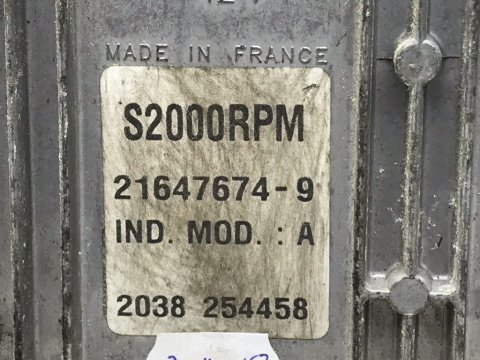 MADE IN FRANCE
S2000RPM
21647674-9
IND. MOD. : A
2038 254458